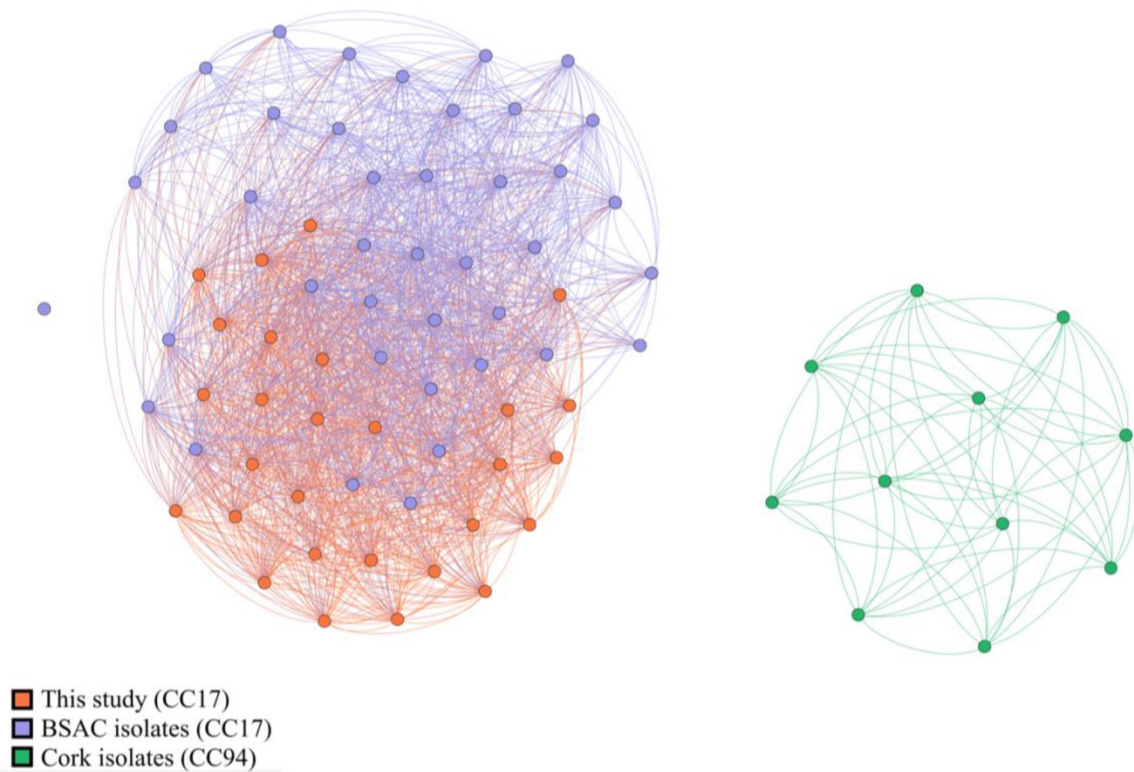 This study (CC17)
BSAC isolates (CC17)
Cork isolates (CC94)